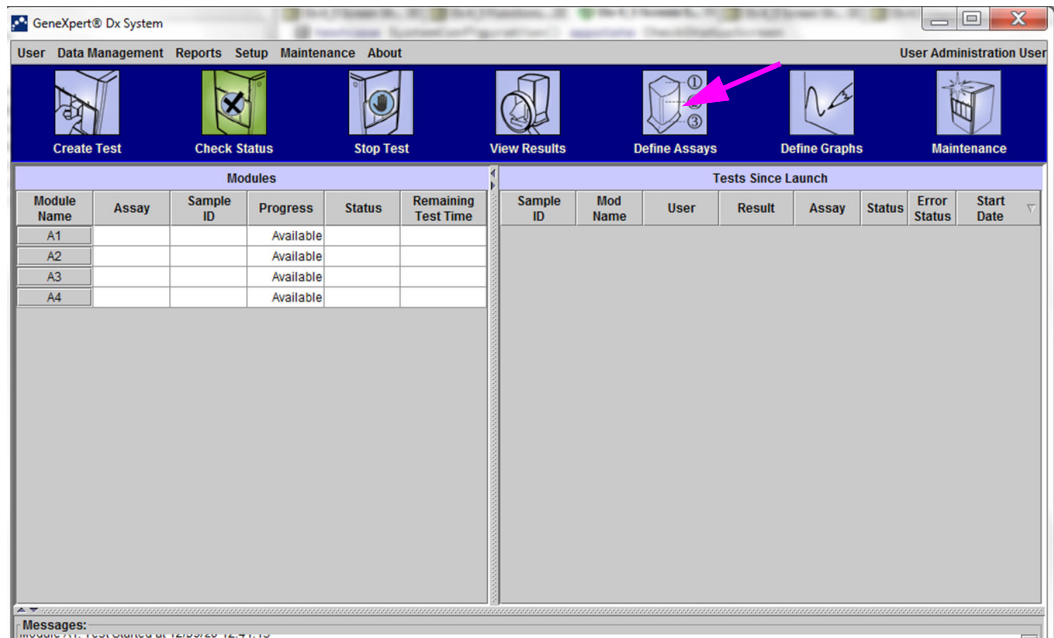 GeneXpert® Dx System
User Data Management Reports Setup Maintenance About User Administration User
① ② ③
Create Test Check Status Stop Test View Results Define Assays Define Graphs Maintenance
Modules
Module Name Assay Sample ID Progress Status Remaining Test Time
A1 Available
A2 Available
A3 Available
A4 Available
Tests Since Launch
Sample ID Mod Name User Result Assay Status Error Status Start Date
Messages: